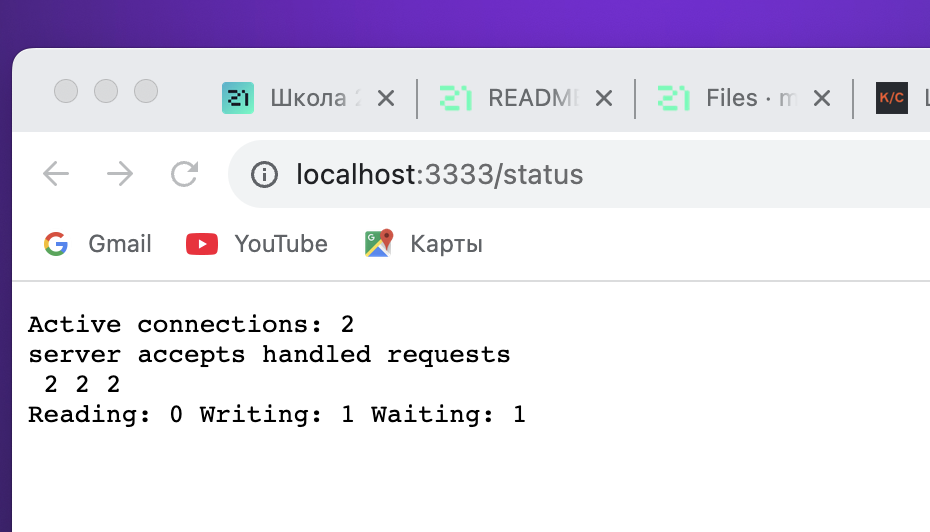 Школа
README
Files · m
K/C
localhost:3333/status
Gmail
YouTube
Карты
Active connections: 2
server accepts handled requests
2 2 2
Reading: 0 Writing: 1 Waiting: 1